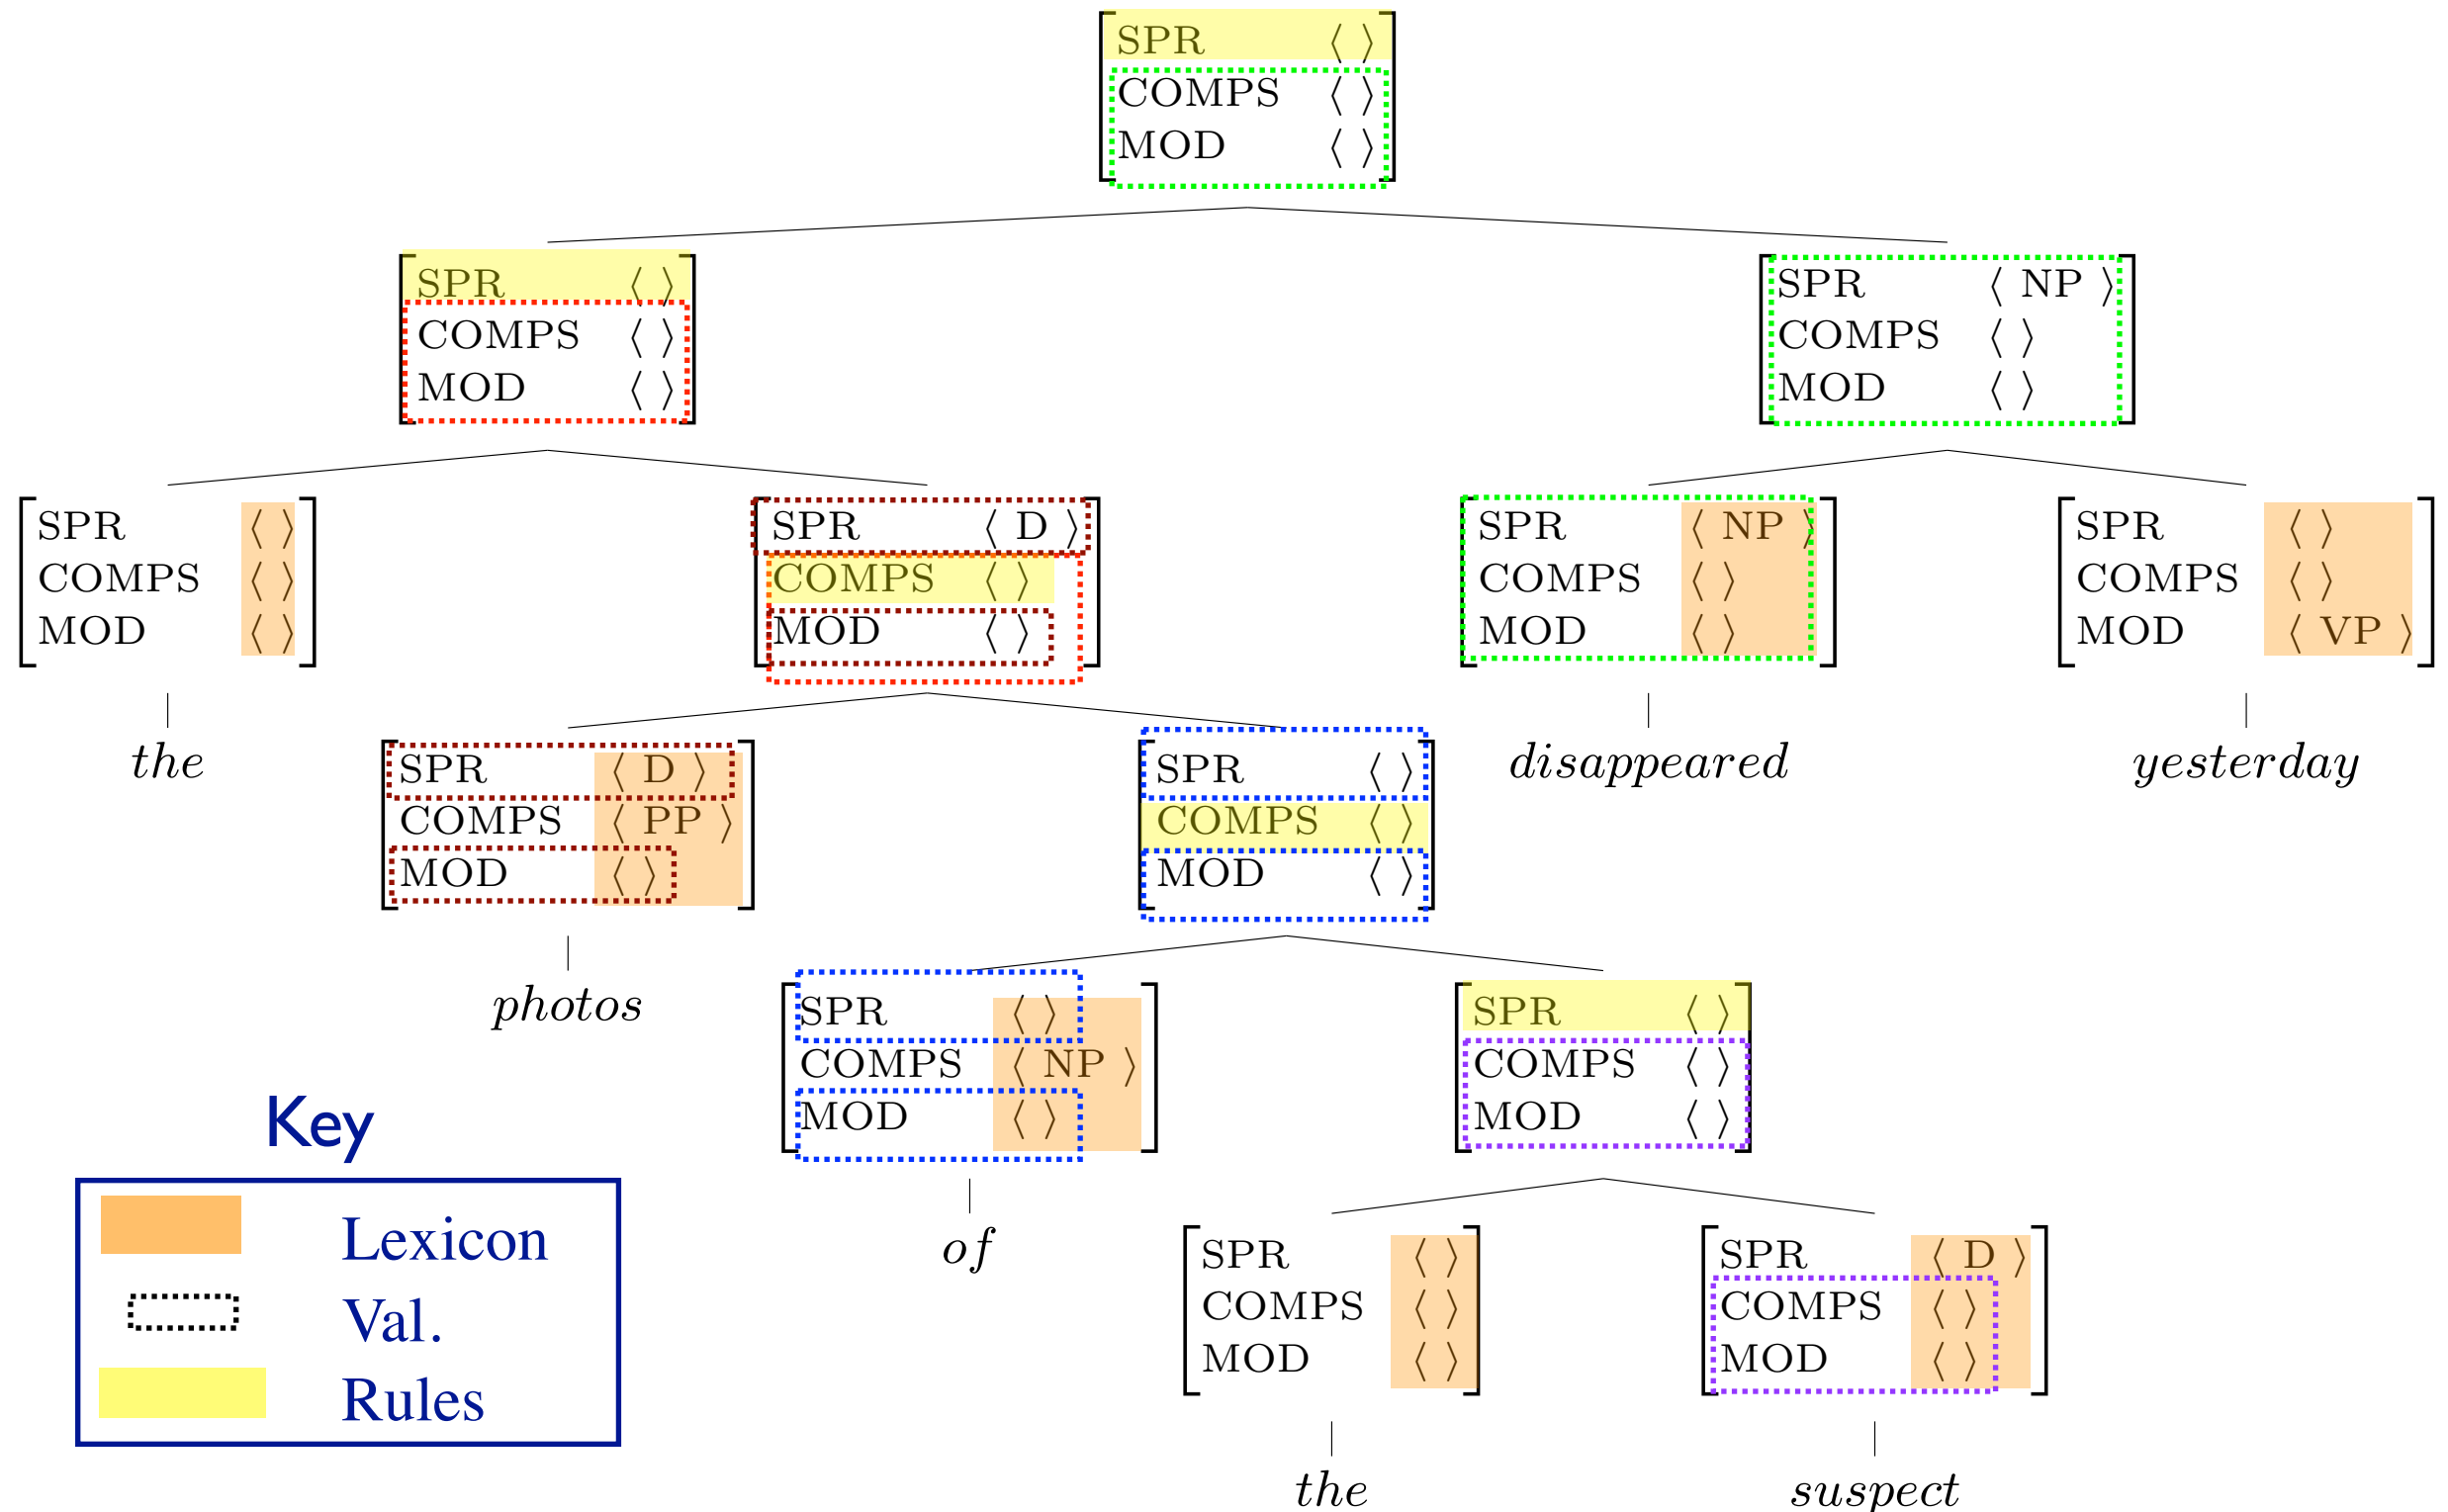 SPR ⟨ ⟩
COMPS ⟨ ⟩
MOD ⟨ ⟩
SPR ⟨ ⟩
COMPS ⟨ ⟩
MOD ⟨ ⟩
SPR ⟨ NP ⟩
COMPS ⟨ ⟩
MOD ⟨ ⟩
SPR ⟨ ⟩
COMPS ⟨ ⟩
MOD ⟨ ⟩
the
SPR ⟨ D ⟩
COMPS ⟨ ⟩
MOD ⟨ ⟩
SPR ⟨ NP ⟩
COMPS ⟨ ⟩
MOD ⟨ ⟩
disappeared
SPR ⟨ ⟩
COMPS ⟨ ⟩
MOD ⟨ VP ⟩
yesterday
SPR ⟨ D ⟩
COMPS ⟨ PP ⟩
MOD ⟨ ⟩
photos
SPR ⟨ ⟩
COMPS ⟨ ⟩
MOD ⟨ ⟩
SPR ⟨ ⟩
COMPS ⟨ NP ⟩
MOD ⟨ ⟩
of
SPR ⟨ ⟩
COMPS ⟨ ⟩
MOD ⟨ ⟩
SPR ⟨ ⟩
COMPS ⟨ ⟩
MOD ⟨ ⟩
the
SPR ⟨ D ⟩
COMPS ⟨ ⟩
MOD ⟨ ⟩
suspect
Key
Lexicon
Val.
Rules